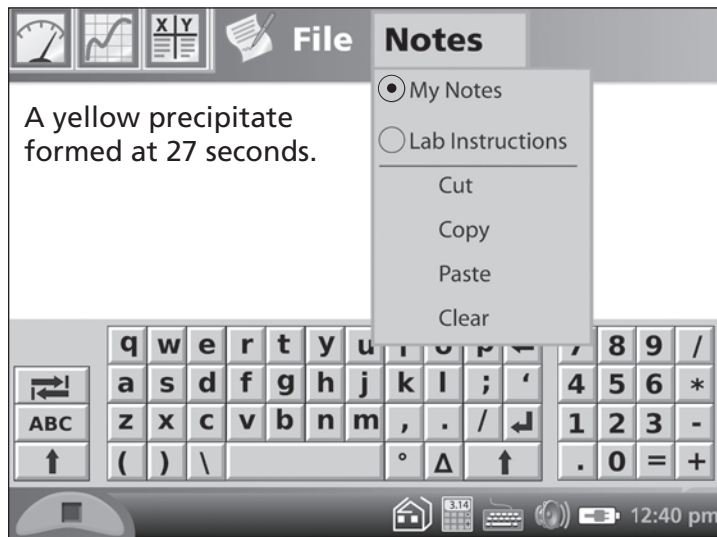 X Y
File Notes
My Notes
Lab Instructions
Cut
Copy
Paste
Clear
A yellow precipitate
formed at 27 seconds.
q w e r t y u 8 9 /
a s d f g h j k l ; ‘ 4 5 6 *
ABC z x c v b n m , . / 1 2 3 -
( ) \ ° Δ . 0 = +
3.14 12:40 pm